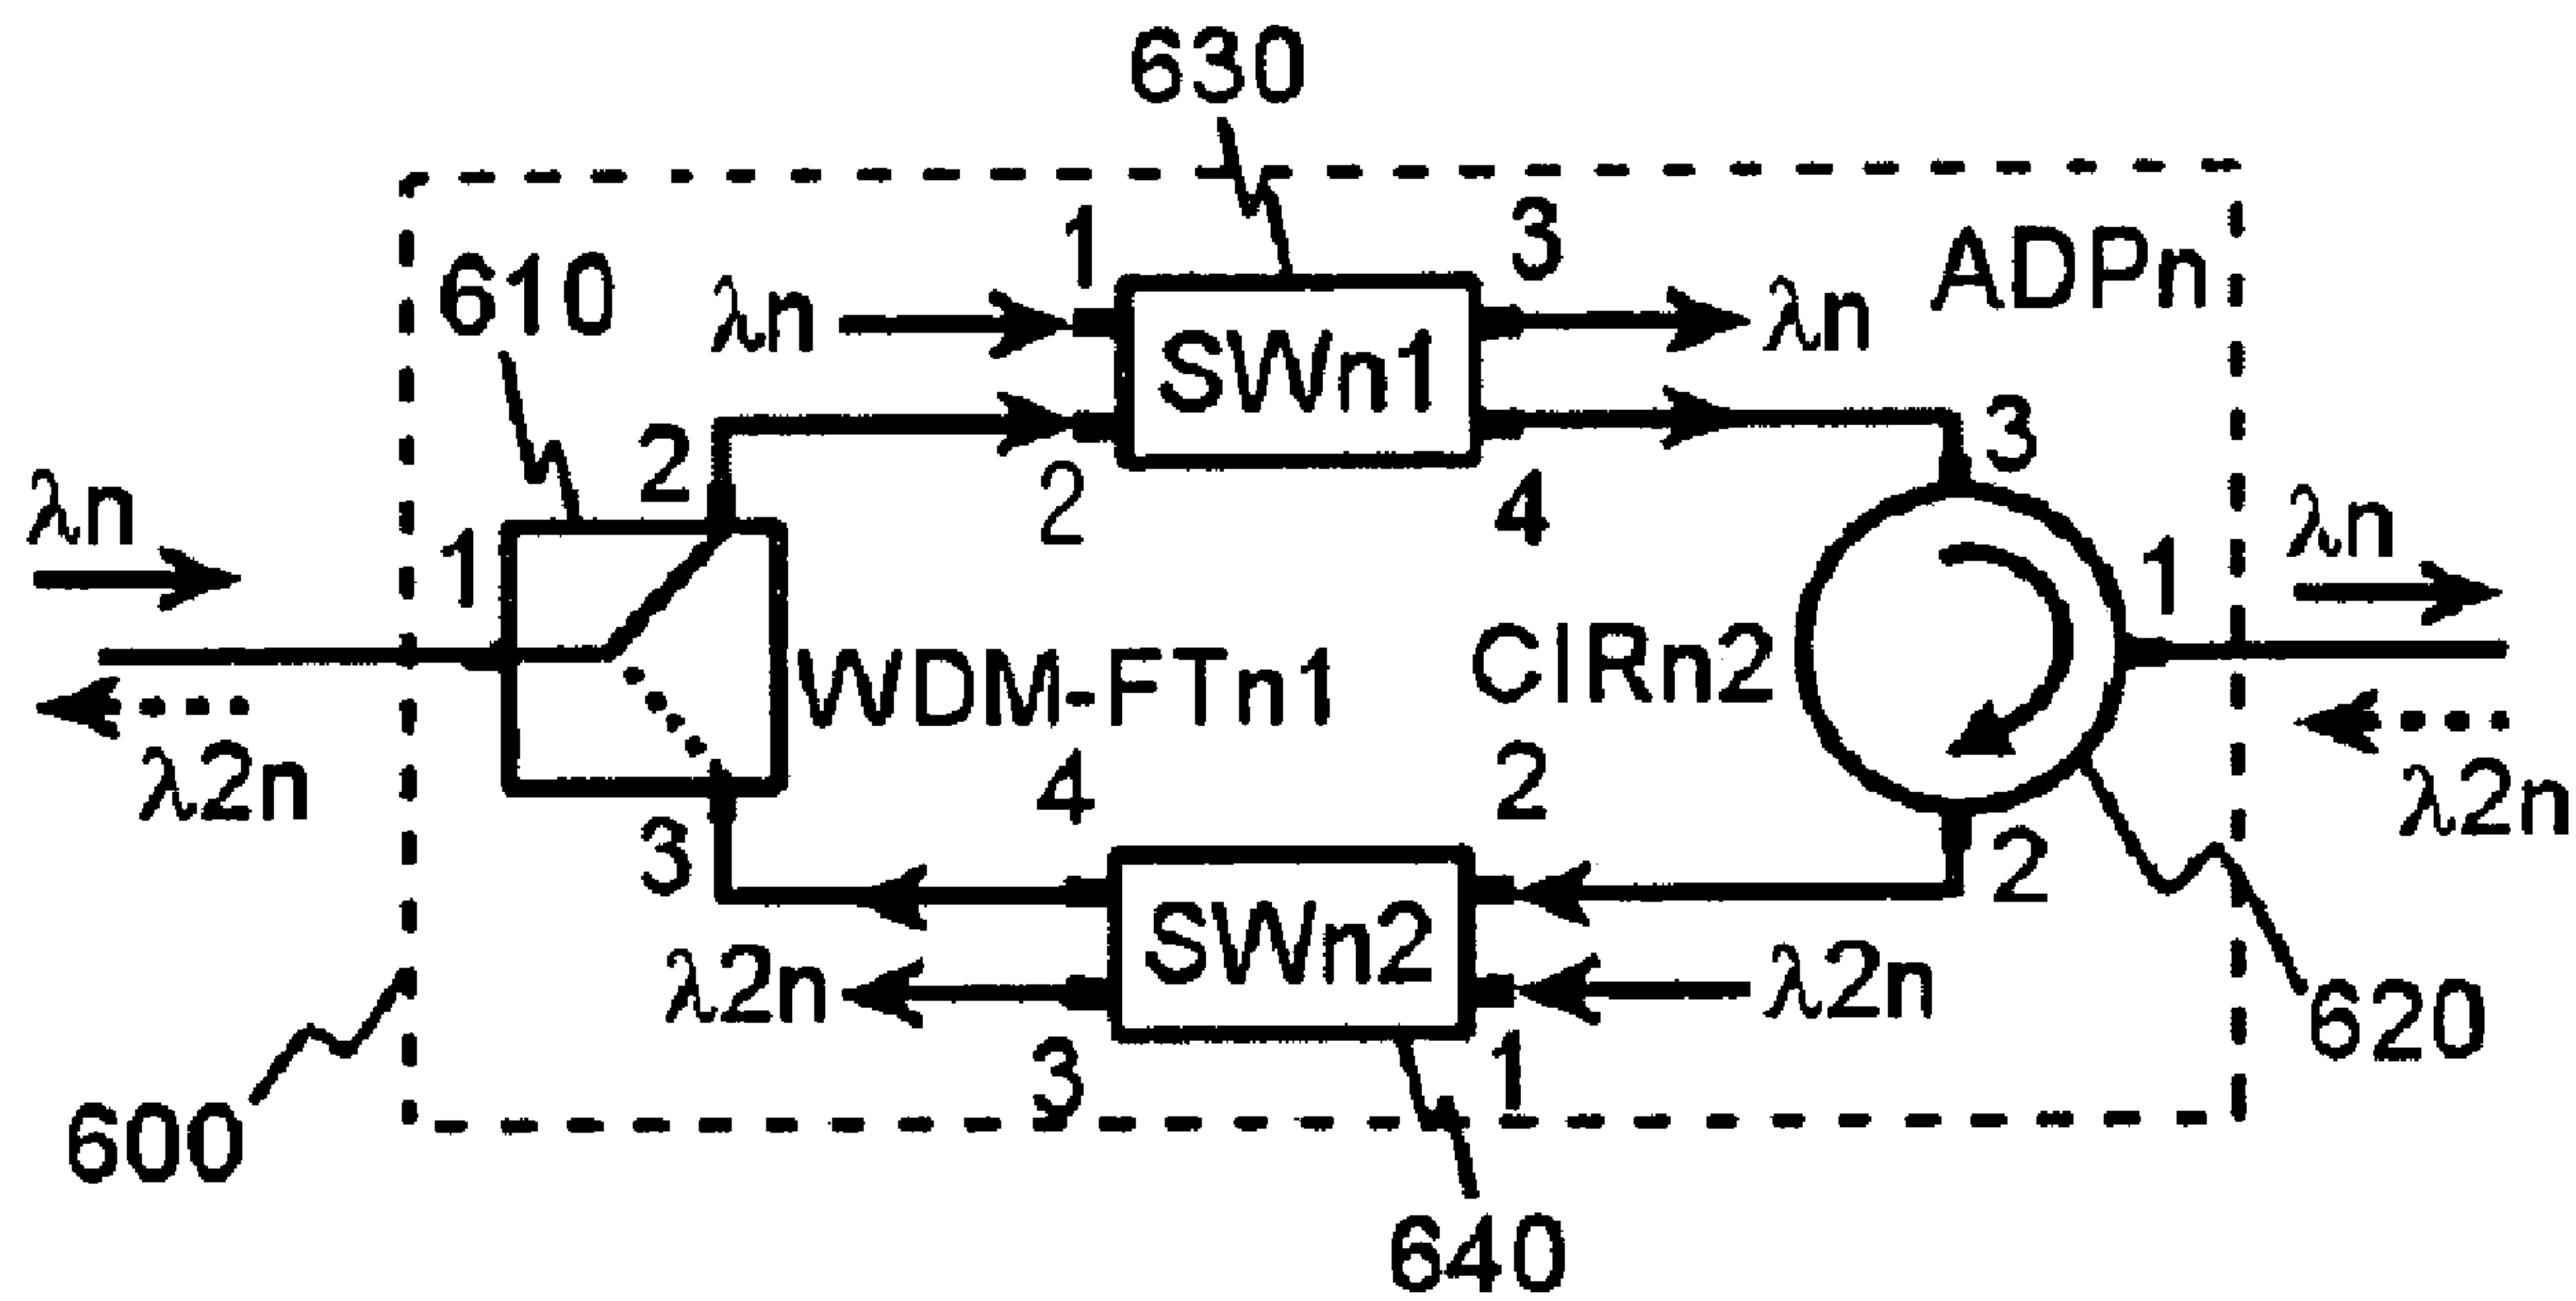 630
1 3
610 λn λn ADPn
SWn1
2 2 4 3
λn 1 λn 1
WDM-FTn1 CIRn2
λ2n 4 2 λ2n
3 2
SWn2
λ2n λ2n
3 1 620
600
640